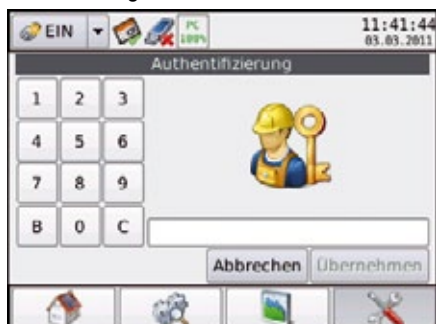 EIN PC 100% 11:41:44
03.03.2011
Authentifizierung
1 2 3
4 5 6
7 8 9
B 0 C
Abbrechen Übernehmen